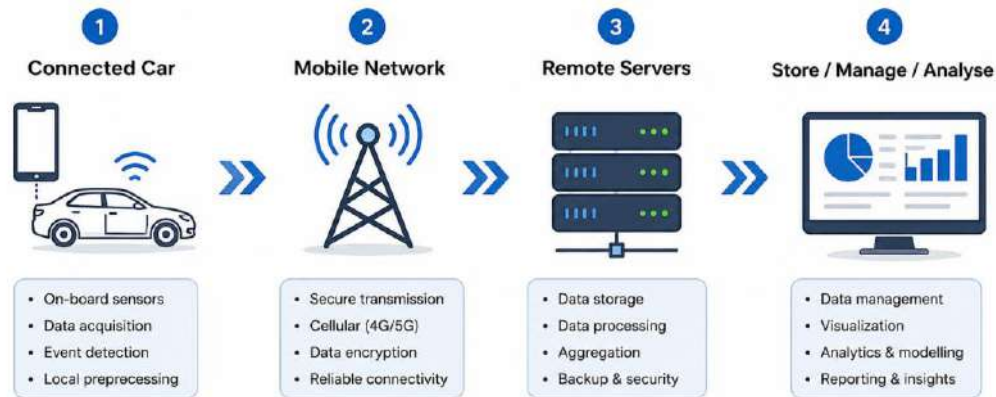 1
Connected Car
• On-board sensors
• Data acquisition
• Event detection
• Local preprecessing
2
Mobile Network
• Secure transmission
• Cellular (4G/5G)
• Data encryption
• Reliable connectivity
3
Remote Servers
• Data storage
• Data processing
• Aggregation
• Backup & security
4
Store / Manage / Analyse
• Data management
• Visualization
• Analytics & modelling
• Reporting & insights